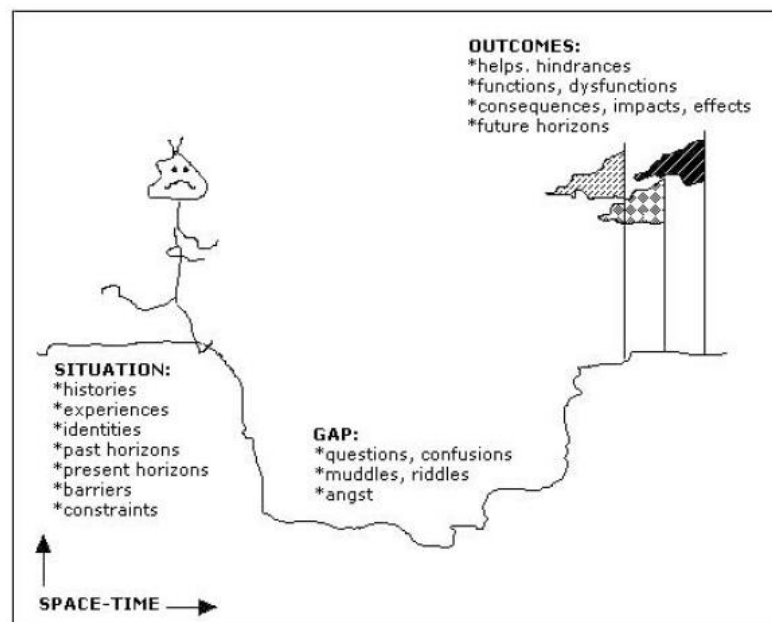 OUTCOMES:
*helps. hindrances
*functions, dysfunctions
*consequences, impacts, effects
*future horizons
SITUATION:
*histories
*experiences
*identities
*past horizons
*present horizons
*barriers
*constraints
GAP:
*questions, confusions
*muddles, riddles
*angst
SPACE-TIME